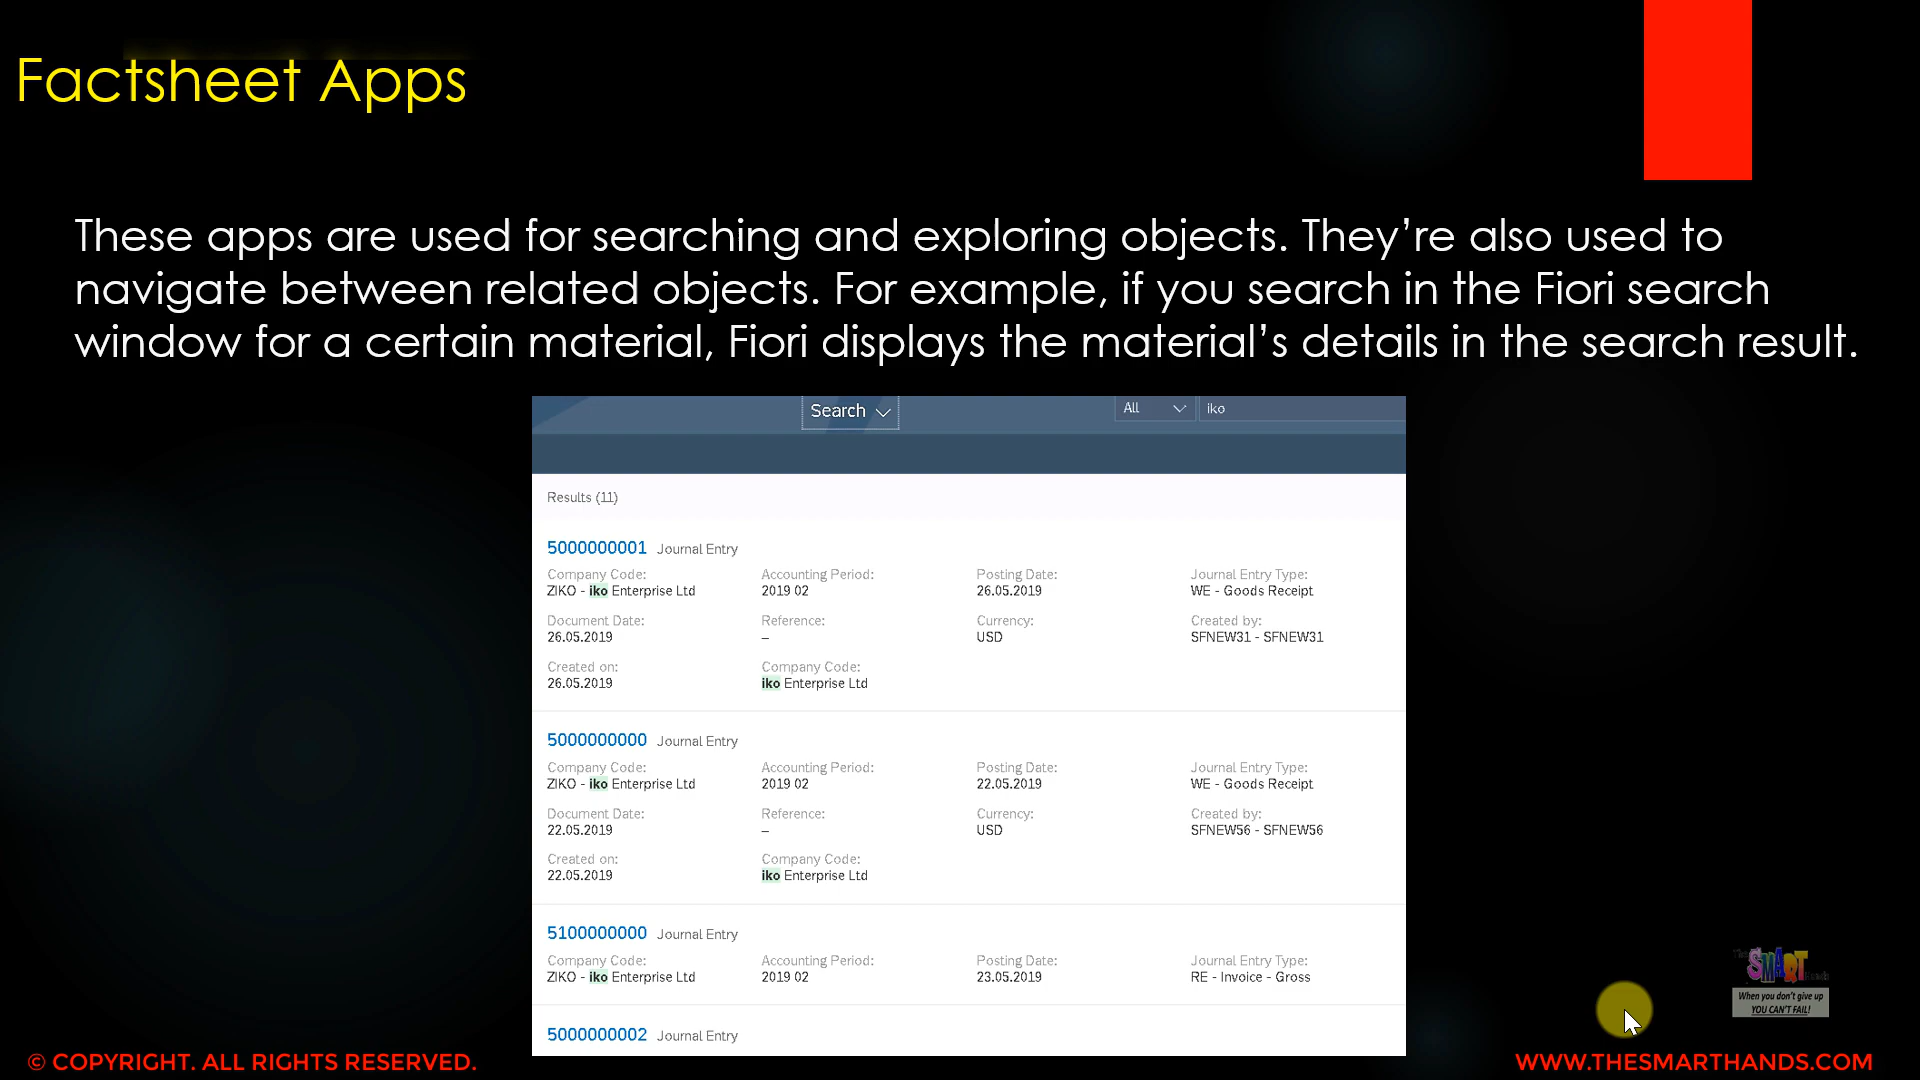 Factsheet Apps
These apps are used for searching and exploring objects. They’re also used to
navigate between related objects. For example, if you search in the Fiori search
window for a certain material, Fiori displays the material’s details in the search result.
Search All iko
Results (11)
5000000001 Journal Entry
Company Code: Accounting Period: Posting Date: Journal Entry Type:
ZIKO - iko Enterprise Ltd 2019 02 26.05.2019 WE - Goods Receipt
Document Date: Reference: Currency: Created by:
26.05.2019 – USD SFNEW31 - SFNEW31
Created on: Company Code:
26.05.2019 iko Enterprise Ltd
5000000000 Journal Entry
Company Code: Accounting Period: Posting Date: Journal Entry Type:
ZIKO - iko Enterprise Ltd 2019 02 22.05.2019 WE - Goods Receipt
Document Date: Reference: Currency: Created by:
22.05.2019 – USD SFNEW56 - SFNEW56
Created on: Company Code:
22.05.2019 iko Enterprise Ltd
5100000000 Journal Entry
Company Code: Accounting Period: Posting Date: Journal Entry Type:
ZIKO - iko Enterprise Ltd 2019 02 23.05.2019 RE - Invoice - Gross
5000000002 Journal Entry
SMART
When you don't give up
YOU CAN'T FAIL!
© COPYRIGHT. ALL RIGHTS RESERVED. WWW.THESMARTHANDS.COM